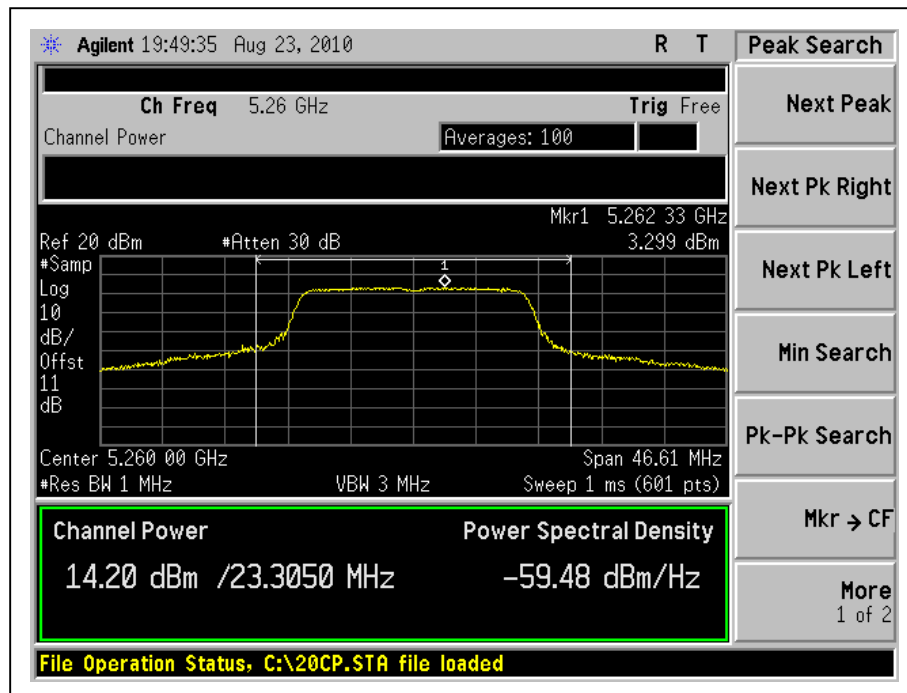 Agilent 19:49:35 Aug 23, 2010 R T
Peak Search
Ch Freq 5.26 GHz Trig Free
Channel Power Averages: 100
Mkr1 5.262 33 GHz
Ref 20 dBm #Atten 30 dB 3.299 dBm
#Samp
Log
10
dB/
Offst
11
dB
1
Center 5.260 00 GHz Span 46.61 MHz
#Res BW 1 MHz VBW 3 MHz Sweep 1 ms (601 pts)
Channel Power Power Spectral Density
14.20 dBm /23.3050 MHz -59.48 dBm/Hz
File Operation Status, C:\20CP.STA file loaded
Next Peak
Next Pk Right
Next Pk Left
Min Search
Pk-Pk Search
Mkr → CF
More
1 of 2